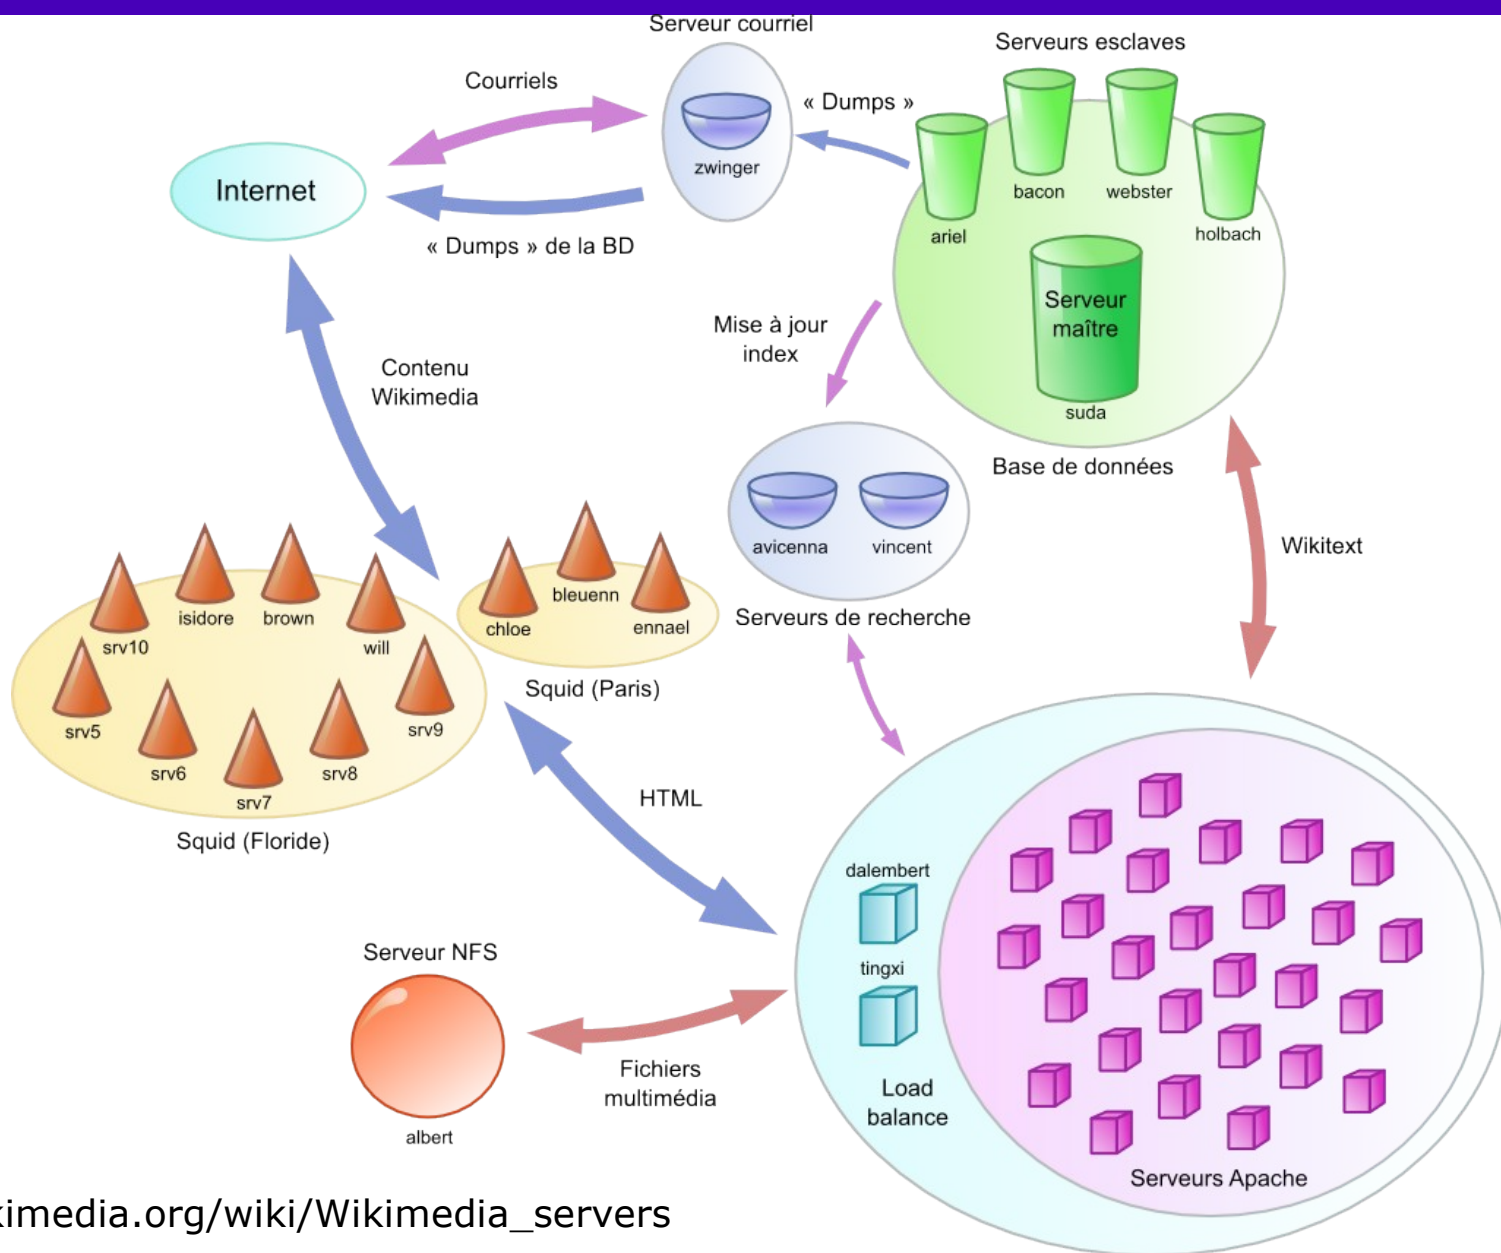 Serveur courriel
Serveurs esclaves
Courriels
« Dumps »
zwinger
Internet
bacon
webster
ariel
holbach
« Dumps » de la BD
Serveur
maître
suda
Mise à jour
index
Contenu
Wikimedia
Base de données
avicenna
vincent
Wikitext
Serveurs de recherche
chloe
bleuenn
ennael
Squid (Paris)
srv10
isidore
brown
will
srv5
srv6
srv7
srv8
srv9
Squid (Floride)
HTML
dalembert
tingxi
Load
balance
Serveur NFS
Fichiers
multimédia
albert
Serveurs Apache
kimedia.org/wiki/Wikimedia_servers